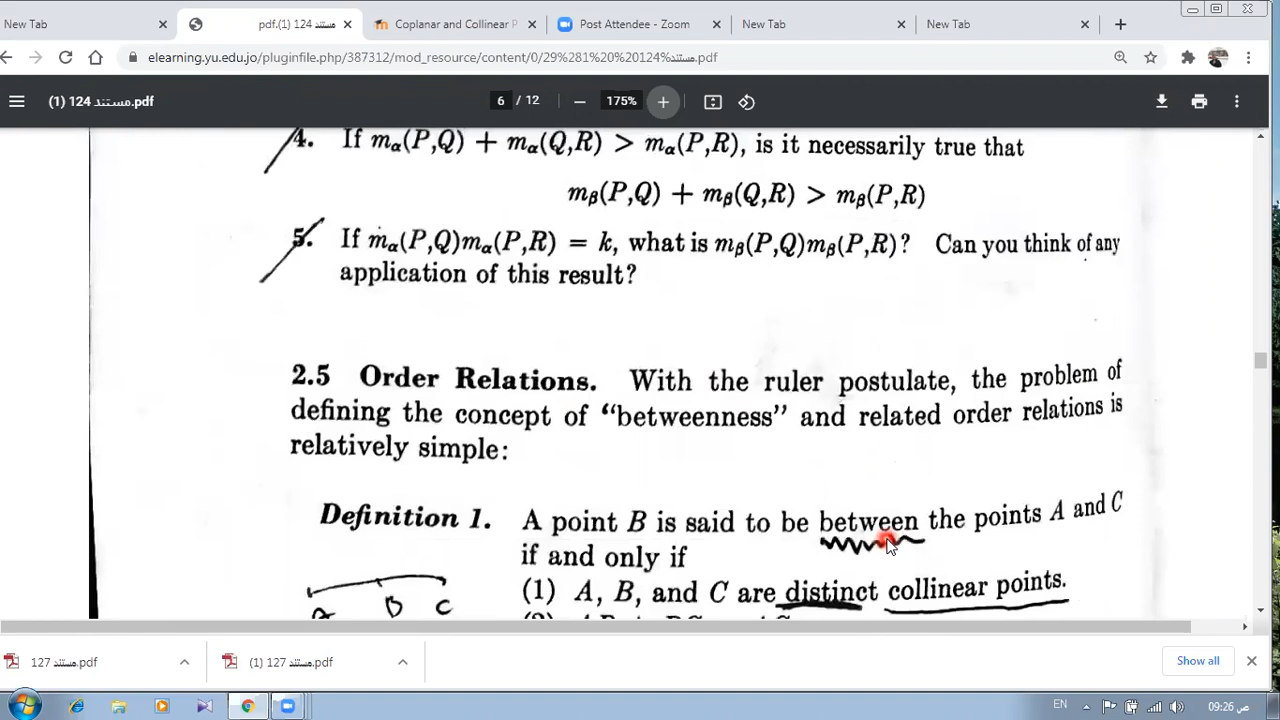 New Tab
pdf.(1) 124 مستند
Coplanar and Collinear P
Post Attendee - Zoom
New Tab
New Tab
elearning.yu.edu.jo/pluginfile.php/387312/mod_resource/content/0/29%281%20%20124%مستند.pdf
(1) 124 مستند.pdf
6 / 12
175%
4. If mα(P,Q) + mα(Q,R) > mα(P,R), is it necessarily true that
mβ(P,Q) + mβ(Q,R) > mβ(P,R)
5. If mα(P,Q)mα(P,R) = k, what is mβ(P,Q)mβ(P,R)? Can you think of any
application of this result?
2.5 Order Relations. With the ruler postulate, the problem of
defining the concept of "betweenness" and related order relations is
relatively simple:
Definition 1. A point B is said to be between the points A and C
if and only if
(1) A, B, and C are distinct collinear points.
A B C
127 مستند.pdf
(1) 127 مستند.pdf
Show all
EN
09:26 ص